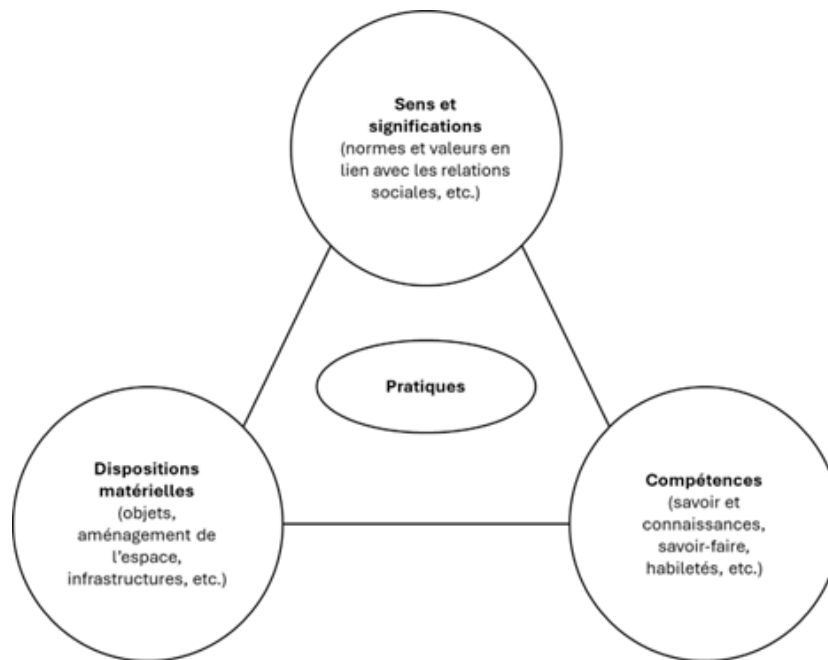 Sens et
significations
(normes et valeurs en
lien avec les relations
sociales, etc.)
Pratiques
Dispositions
matérielles
(objets,
aménagement de
l'espace,
infrastructures, etc.)
Compétences
(savoir et
connaissances,
savoir-faire,
habiletés, etc.)